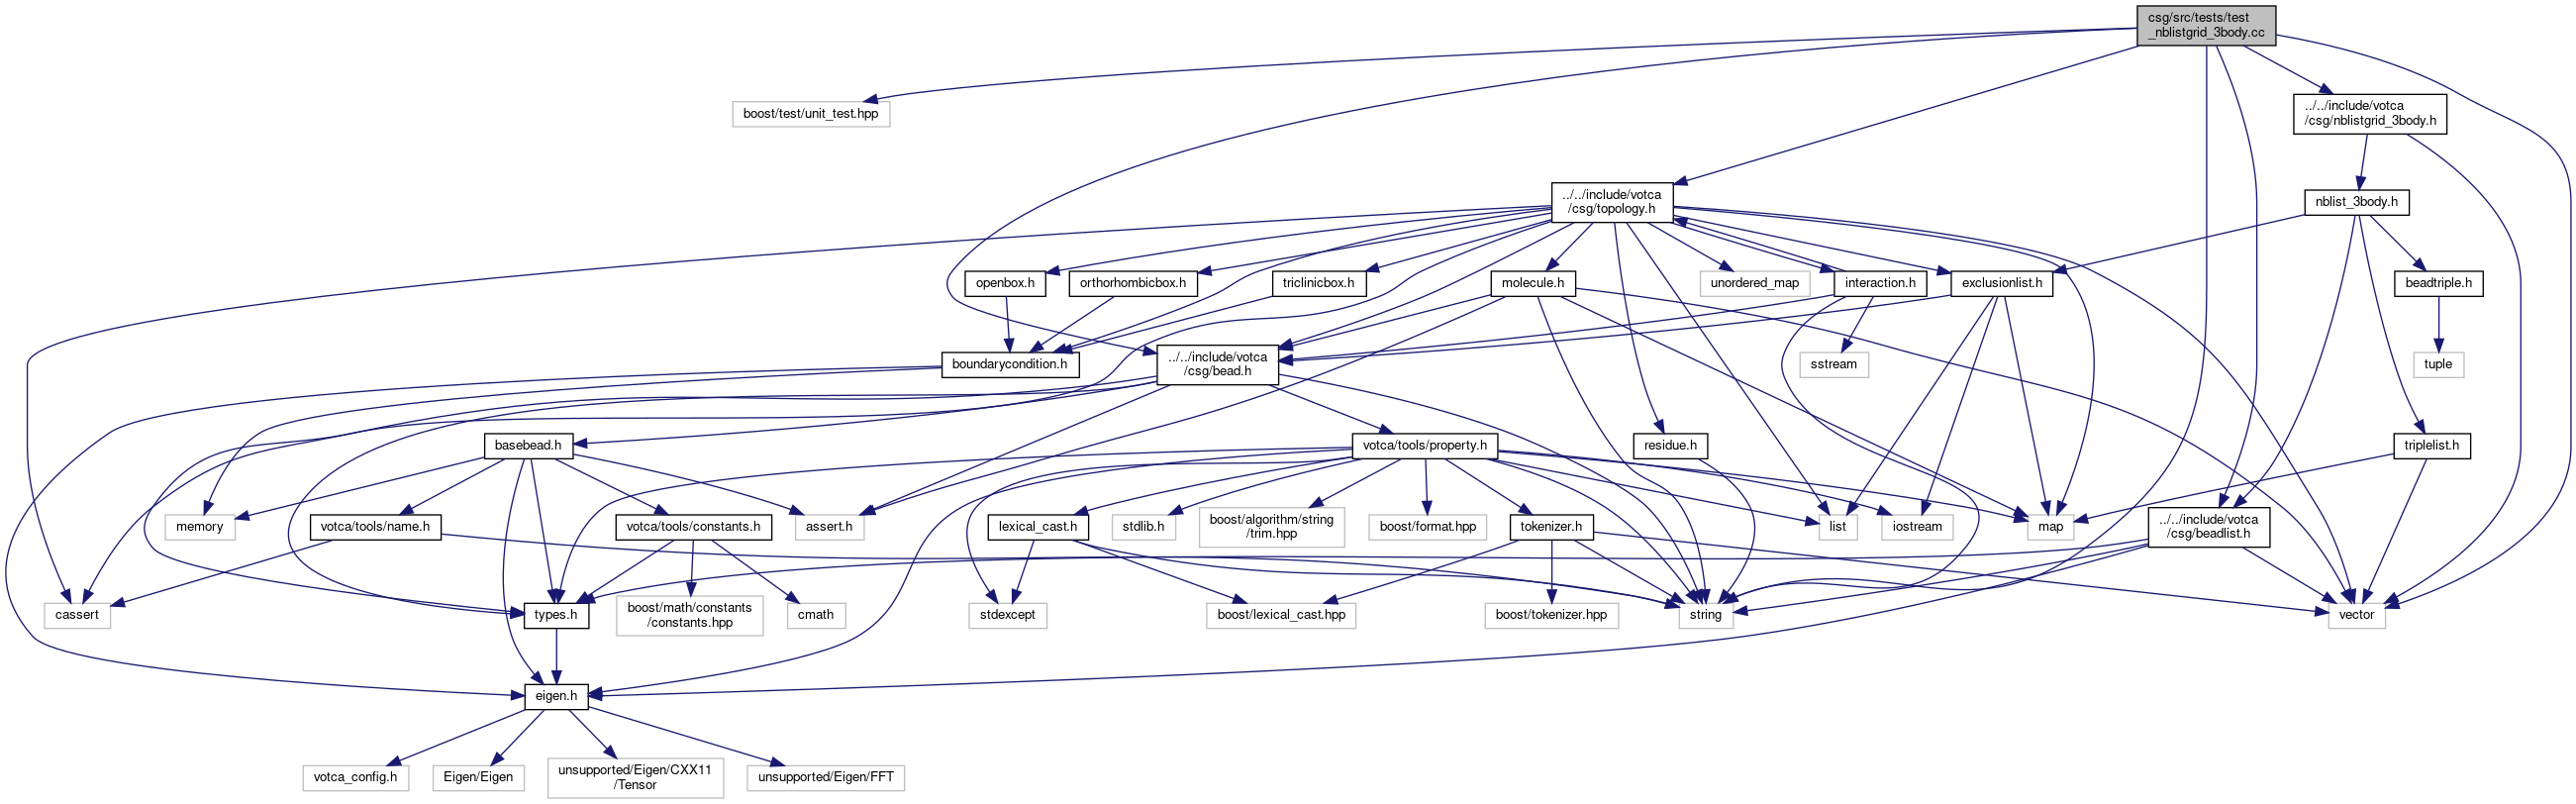 csg/src/tests/test
_nblistgrid_3body.cc
boost/test/unit_test.hpp
../../include/votca
/csg/nblistgrid_3body.h
../../include/votca
/csg/topology.h
nblist_3body.h
openbox.h
orthorhombicbox.h
triclinicbox.h
molecule.h
unordered_map
interaction.h
exclusionlist.h
beadtriple.h
boundarycondition.h
../../include/votca
/csg/bead.h
sstream
tuple
basebead.h
votca/tools/property.h
residue.h
triplelist.h
memory
votca/tools/name.h
votca/tools/constants.h
assert.h
lexical_cast.h
stdlib.h
boost/algorithm/string
/trim.hpp
boost/format.hpp
tokenizer.h
list
iostream
map
../../include/votca
/csg/beadlist.h
cassert
types.h
boost/math/constants
/constants.hpp
cmath
stdexcept
boost/lexical_cast.hpp
boost/tokenizer.hpp
string
vector
eigen.h
votca_config.h
Eigen/Eigen
unsupported/Eigen/CXX11
/Tensor
unsupported/Eigen/FFT